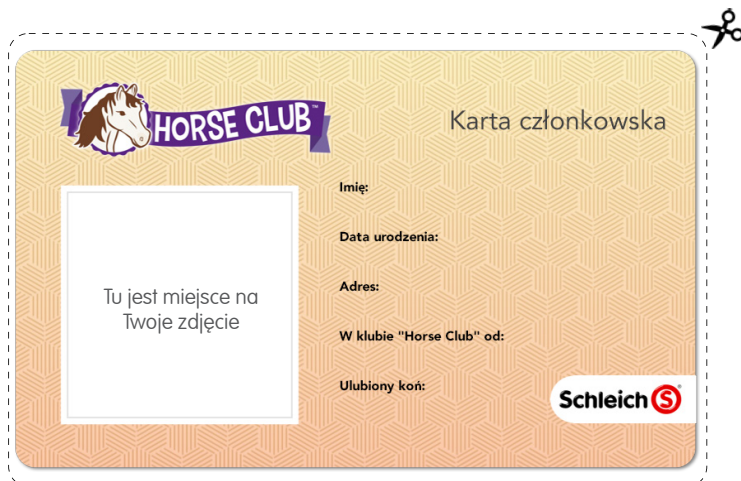 HORSE CLUB™
Karta członkowska
Imię:
Data urodzenia:
Adres:
W klubie "Horse Club" od:
Ulubiony koń:
Tu jest miejsce na
Twoje zdjęcie
Schleich S®